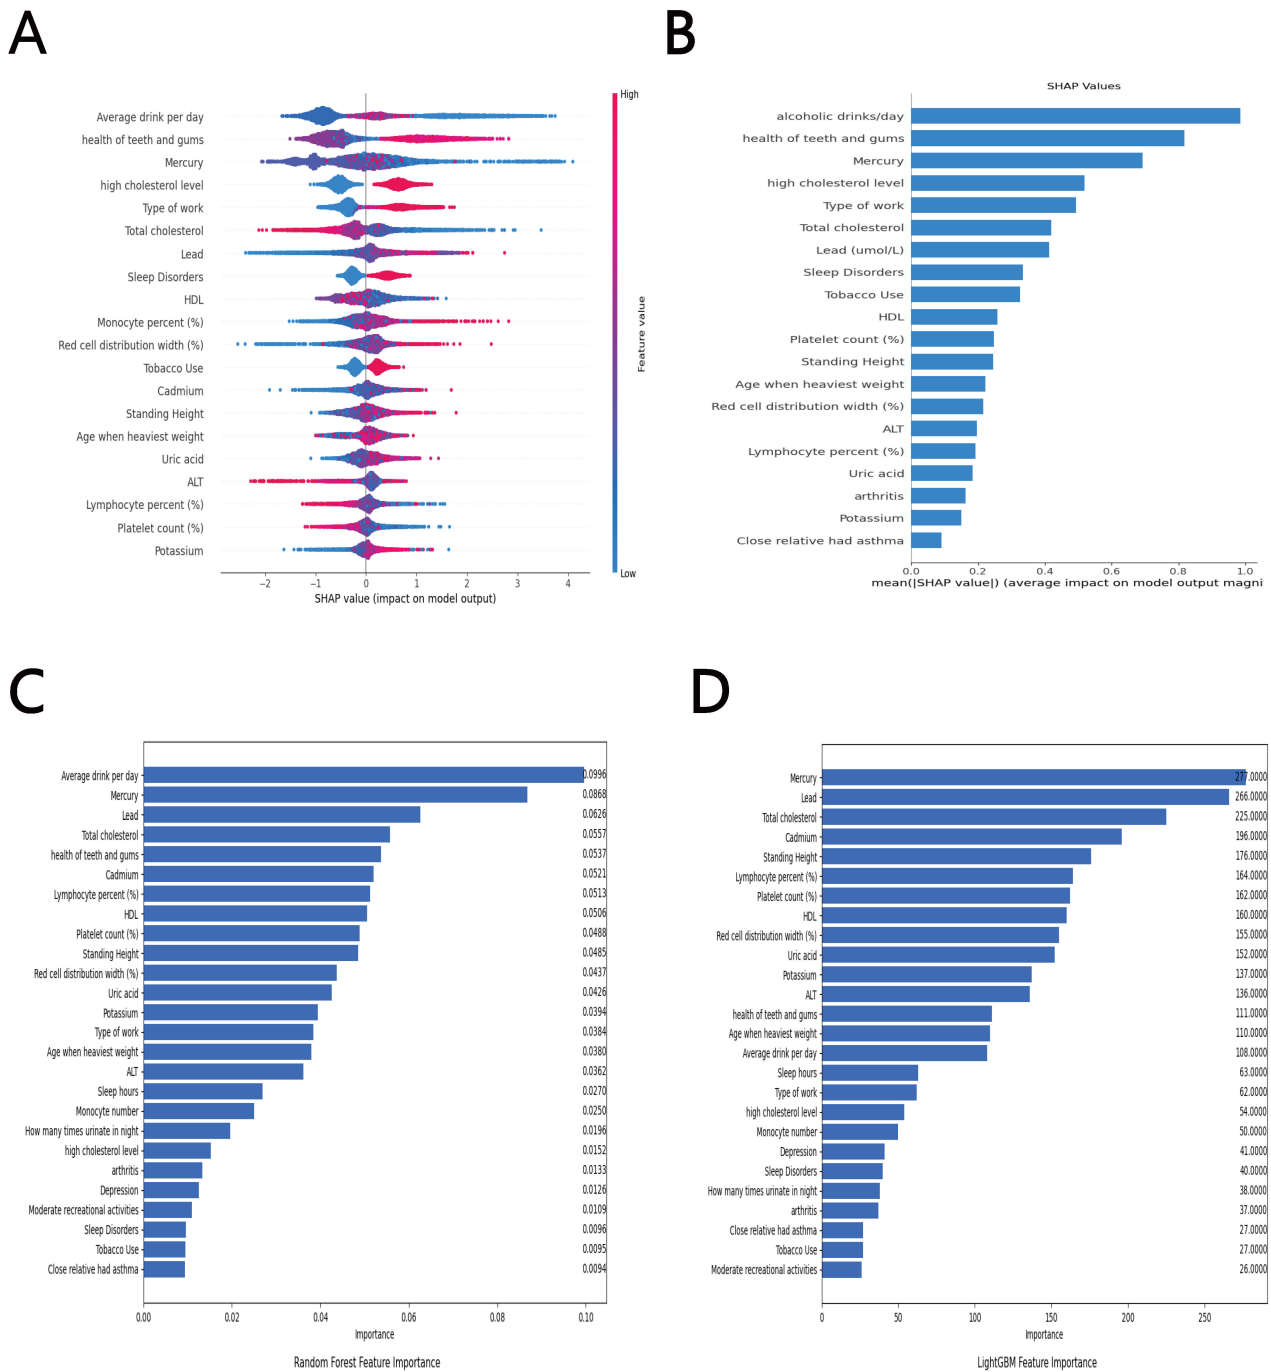 A
High
Average drink per day
health of teeth and gums
Mercury
high cholesterol level
Type of work
Total cholesterol
Lead
Sleep Disorders
HDL
Monocyte percent (%)
Red cell distribution width (%)
Tobacco Use
Cadmium
Standing Height
Age when heaviest weight
Uric acid
ALT
Lymphocyte percent (%)
Platelet count (%)
Potassium
Feature value
Low
−2 −1 0 1 2 3 4
SHAP value (impact on model output)
B
SHAP Values
alcoholic drinks/day
health of teeth and gums
Mercury
high cholesterol level
Type of work
Total cholesterol
Lead (umol/L)
Sleep Disorders
Tobacco Use
HDL
Platelet count (%)
Standing Height
Age when heaviest weight
Red cell distribution width (%)
ALT
Lymphocyte percent (%)
Uric acid
arthritis
Potassium
Close relative had asthma
0.0 0.2 0.4 0.6 0.8 1.0
mean(|SHAP value|) (average impact on model output magni
C
Average drink per day 0.0996
Mercury 0.0868
Lead 0.0626
Total cholesterol 0.0557
health of teeth and gums 0.0537
Cadmium 0.0521
Lymphocyte percent (%) 0.0513
HDL 0.0506
Platelet count (%) 0.0488
Standing Height 0.0485
Red cell distribution width (%) 0.0437
Uric acid 0.0426
Potassium 0.0394
Type of work 0.0384
Age when heaviest weight 0.0380
ALT 0.0362
Sleep hours 0.0270
Monocyte number 0.0250
How many times urinate in night 0.0196
high cholesterol level 0.0152
arthritis 0.0133
Depression 0.0126
Moderate recreational activities 0.0109
Sleep Disorders 0.0096
Tobacco Use 0.0095
Close relative had asthma 0.0094
0.00 0.02 0.04 0.06 0.08 0.10
Importance
Random Forest Feature Importance
D
Mercury 277.0000
Lead 266.0000
Total cholesterol 225.0000
Cadmium 196.0000
Standing Height 176.0000
Lymphocyte percent (%) 164.0000
Platelet count (%) 162.0000
HDL 160.0000
Red cell distribution width (%) 155.0000
Uric acid 152.0000
Potassium 137.0000
ALT 136.0000
health of teeth and gums 111.0000
Age when heaviest weight 110.0000
Average drink per day 108.0000
Sleep hours 63.0000
Type of work 62.0000
high cholesterol level 54.0000
Monocyte number 50.0000
Depression 41.0000
Sleep Disorders 40.0000
How many times urinate in night 38.0000
arthritis 37.0000
Close relative had asthma 27.0000
Tobacco Use 27.0000
Moderate recreational activities 26.0000
0 50 100 150 200 250
Importance
LightGBM Feature Importance